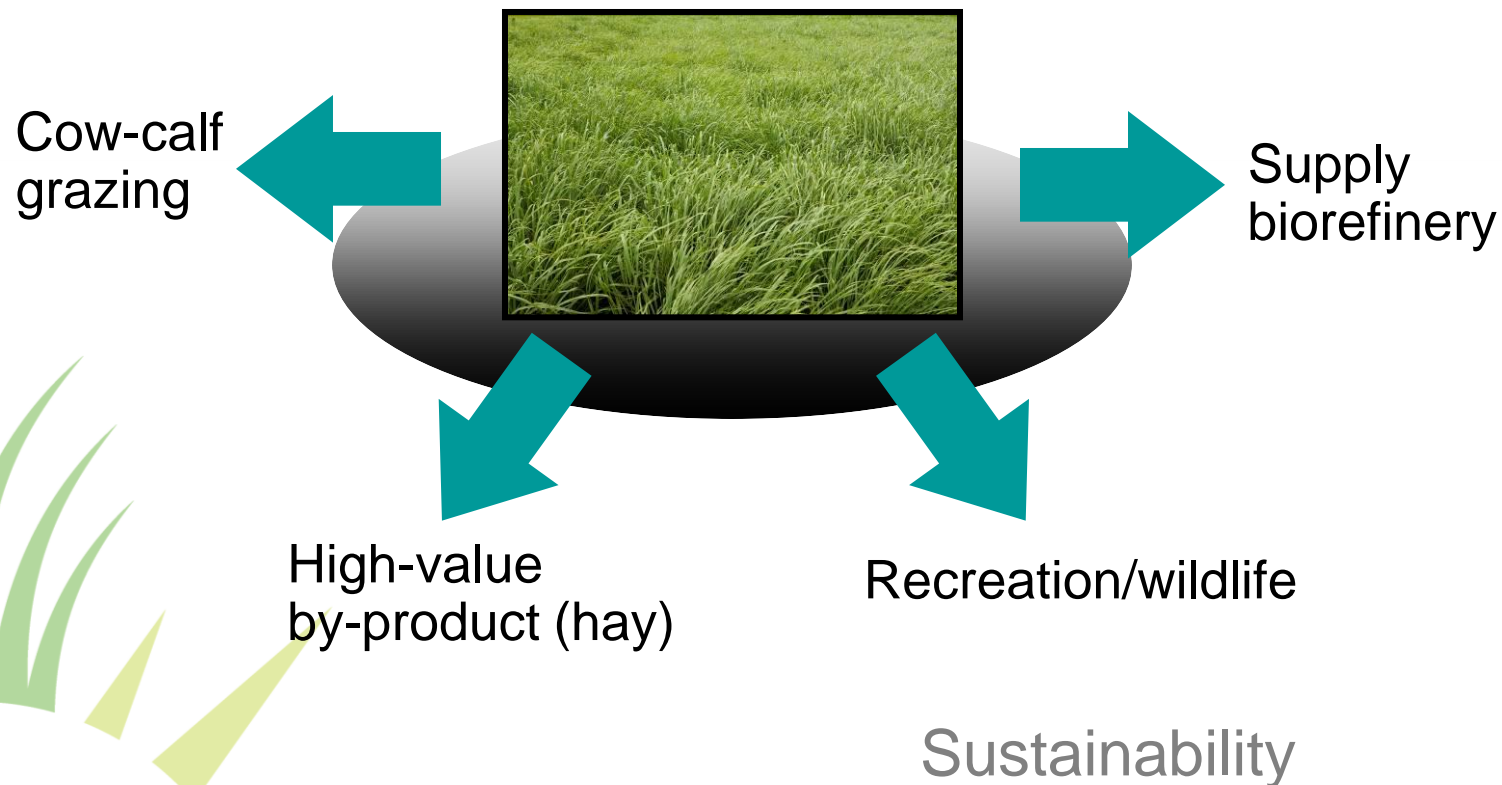 Cow-calf
grazing
Supply
biorefinery
High-value
by-product (hay)
Recreation/wildlife
Sustainability